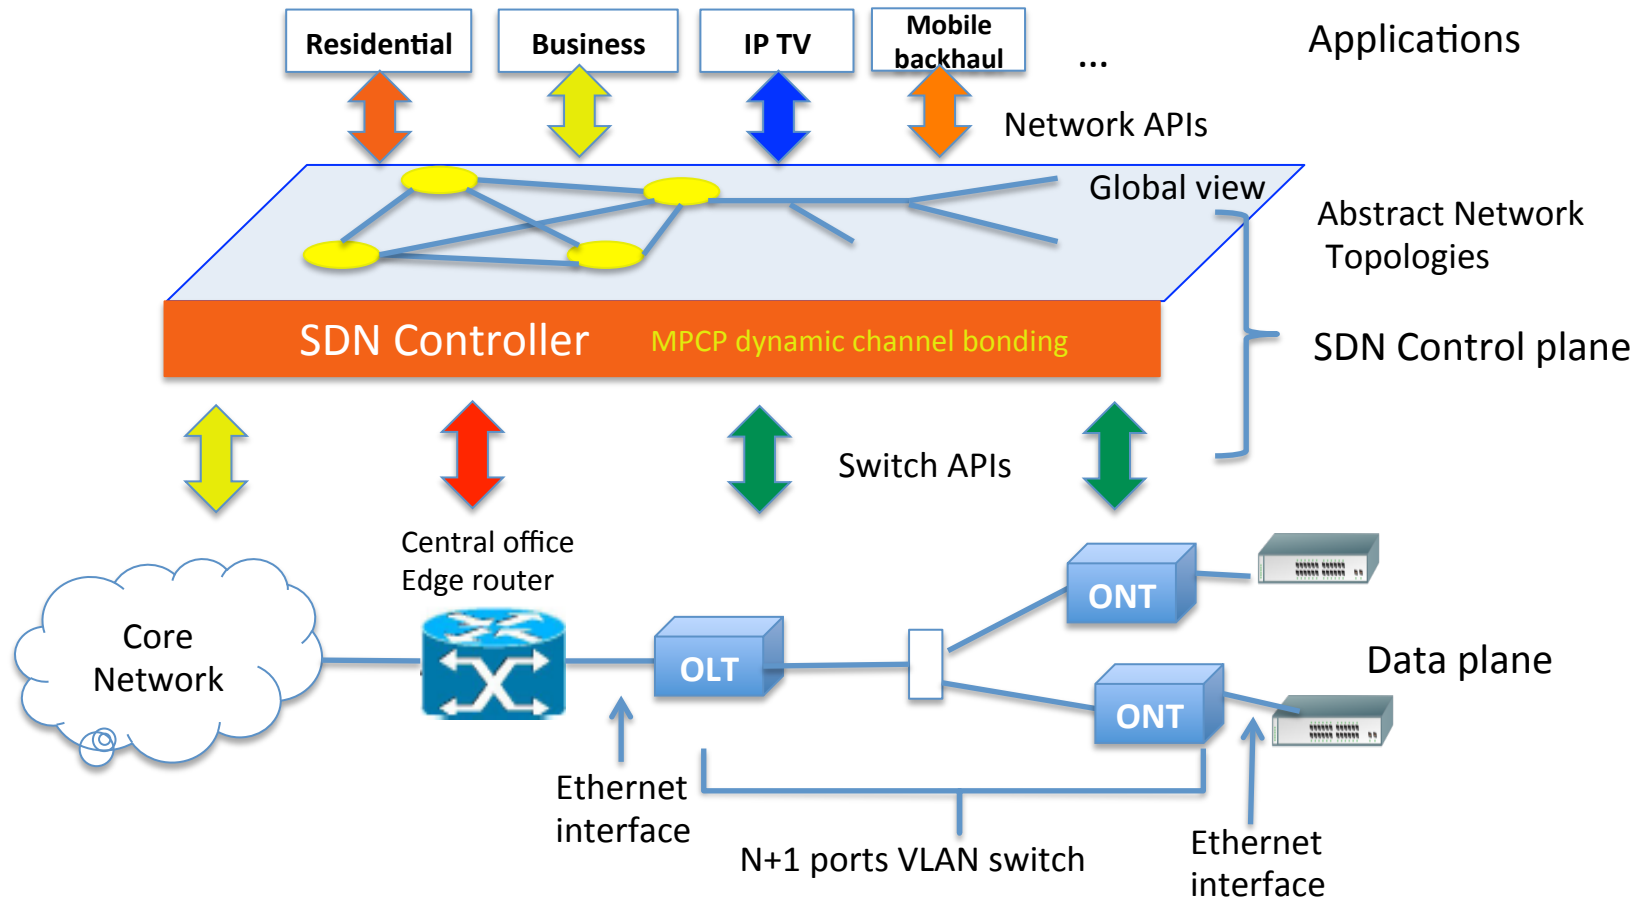 Residential
Business
IP TV
Mobile
backhaul
...
Applications
Network APIs
Global view
Abstract Network
Topologies
SDN Controller
MPCP dynamic channel bonding
SDN Control plane
Switch APIs
Central office
Edge router
Core
Network
OLT
ONT
ONT
Data plane
Ethernet
interface
N+1 ports VLAN switch
Ethernet
interface